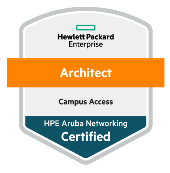 Hewlett Packard
Enterprise
Architect
Campus Access
HPE Aruba Networking
Certified